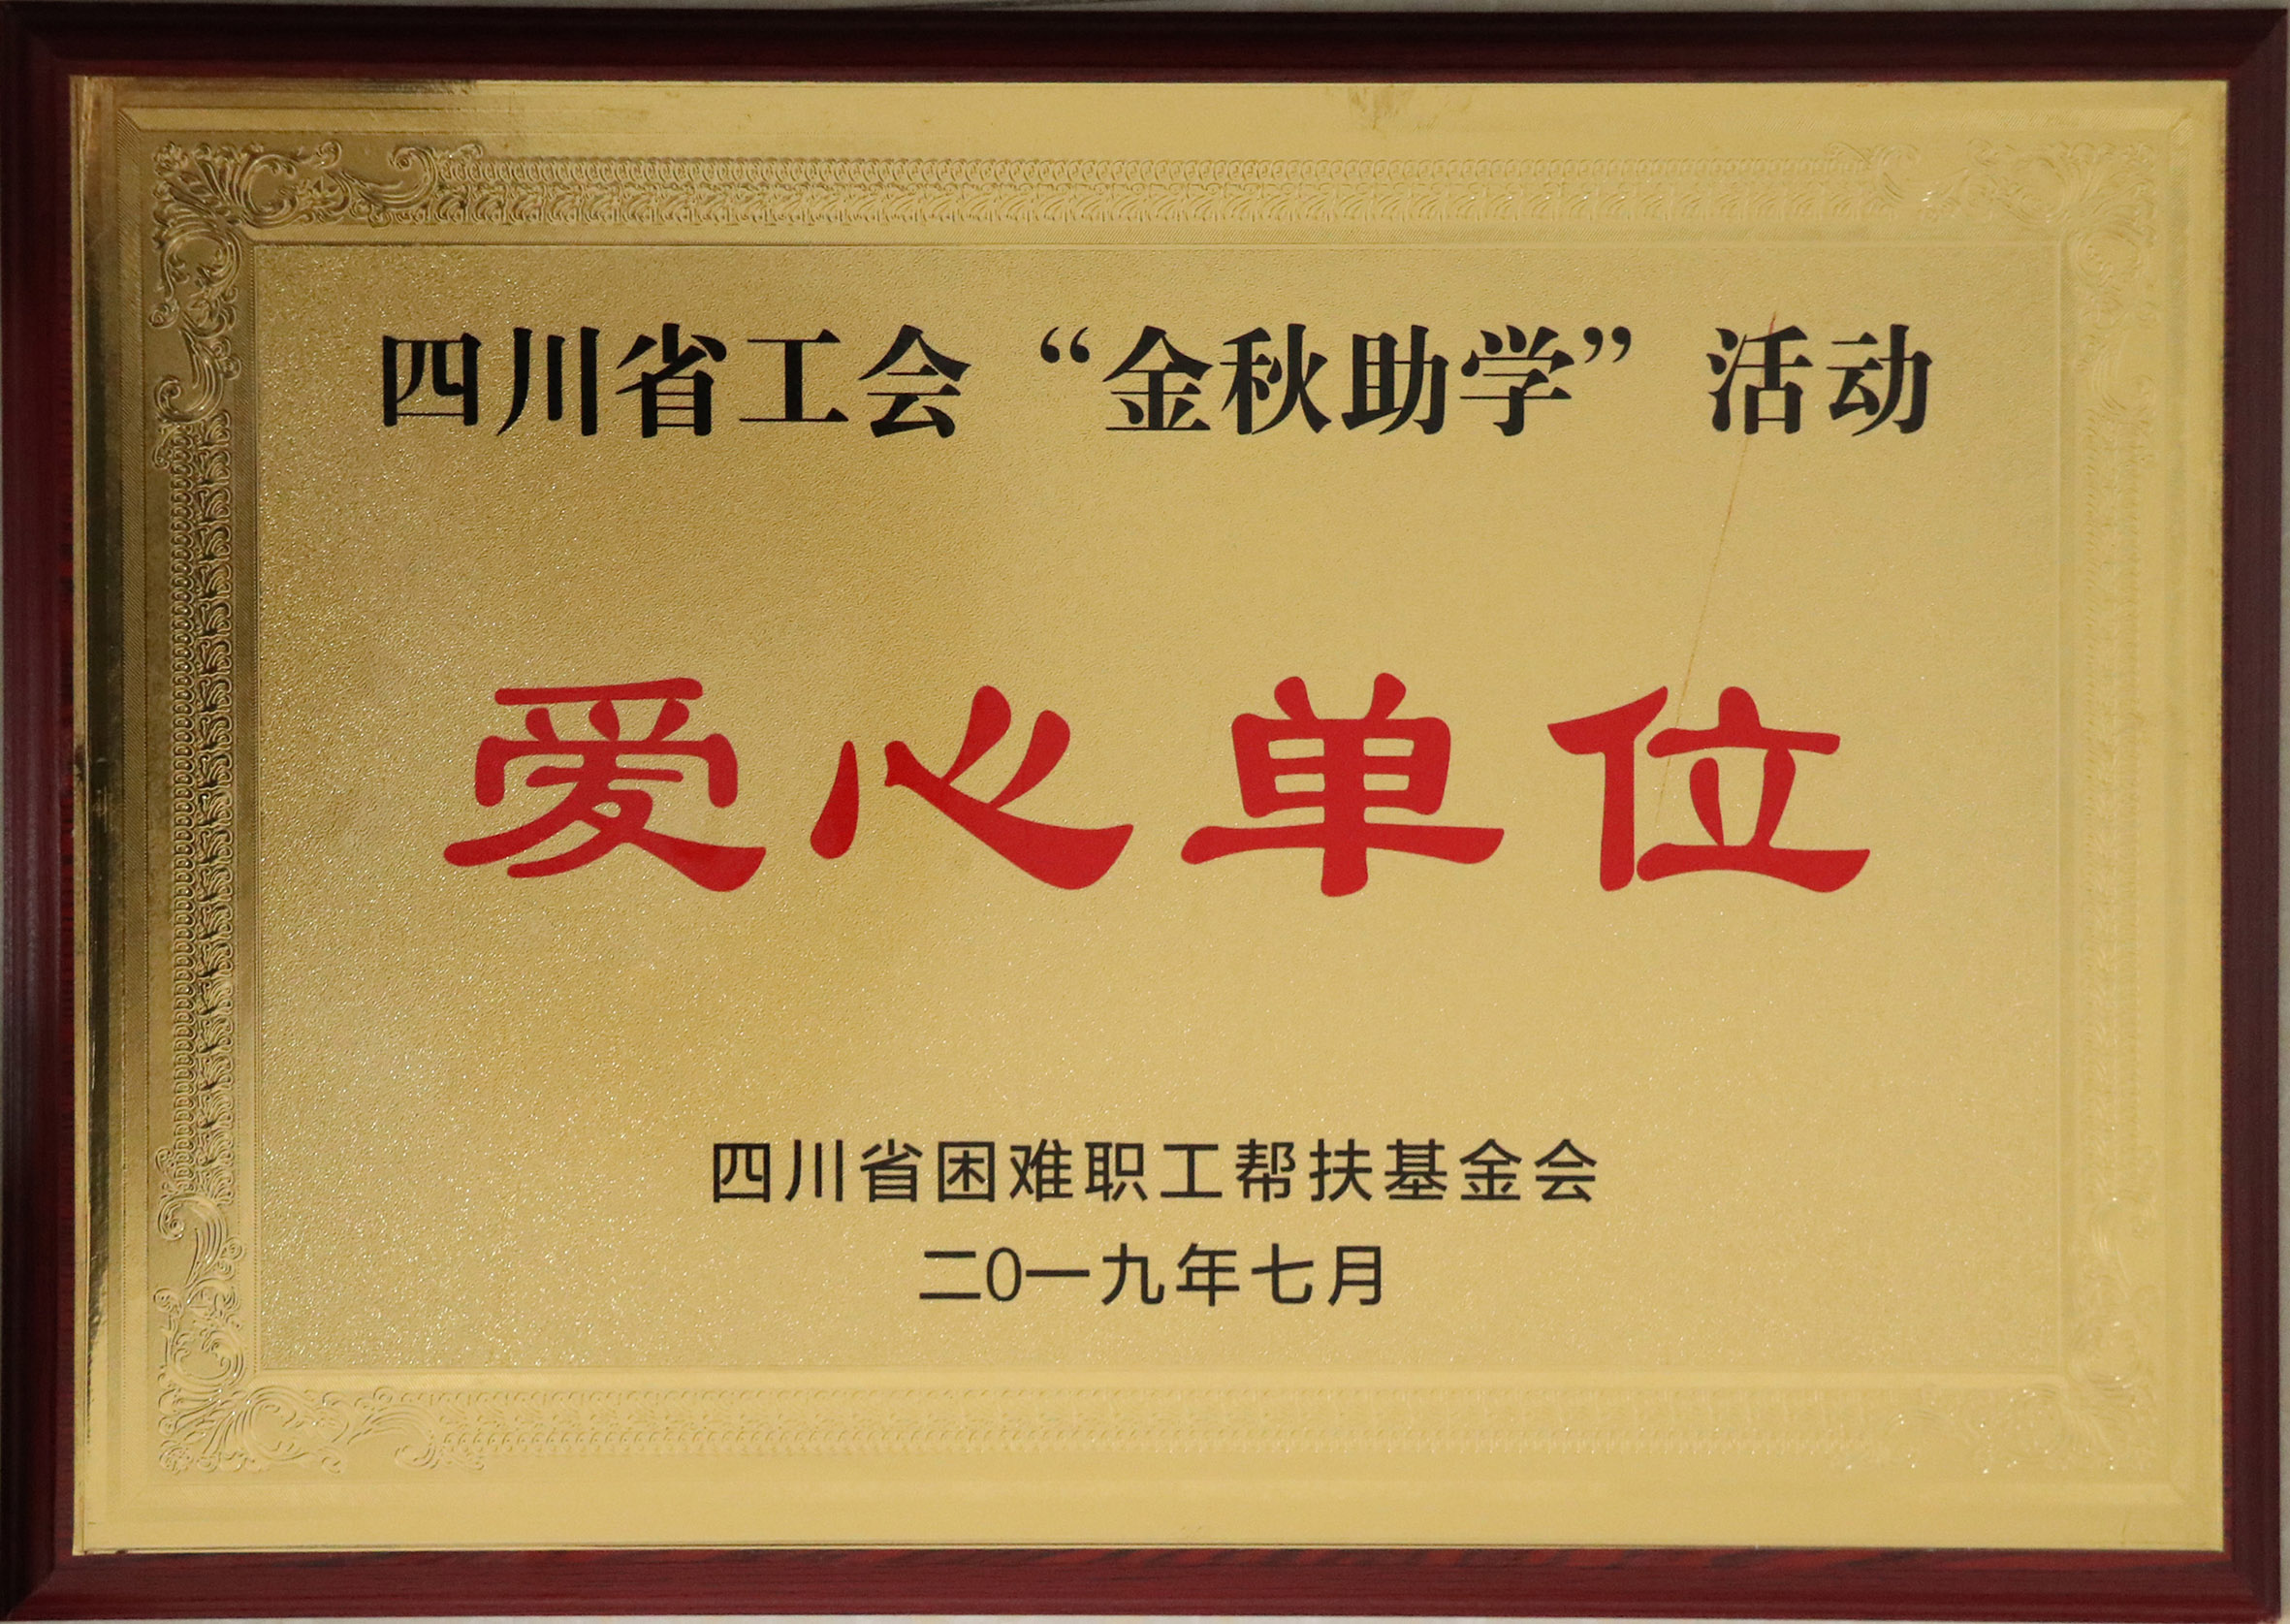 四川省工会“金秋助学”活动
爱心单位
四川省困难职工帮扶基金会
二0一九年七月